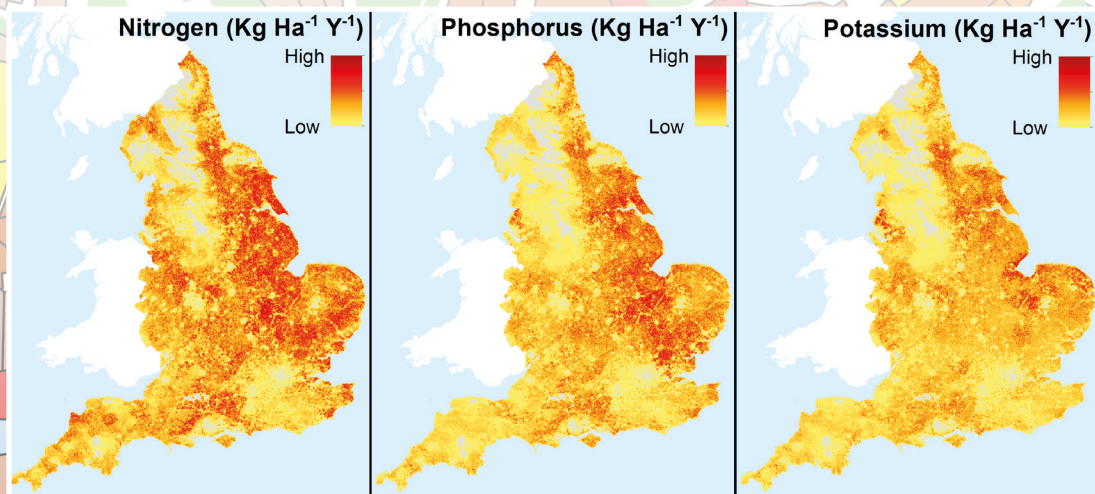 Nitrogen (Kg Ha⁻¹ Y⁻¹)
High
Low
Phosphorus (Kg Ha⁻¹ Y⁻¹)
High
Low
Potassium (Kg Ha⁻¹ Y⁻¹)
High
Low